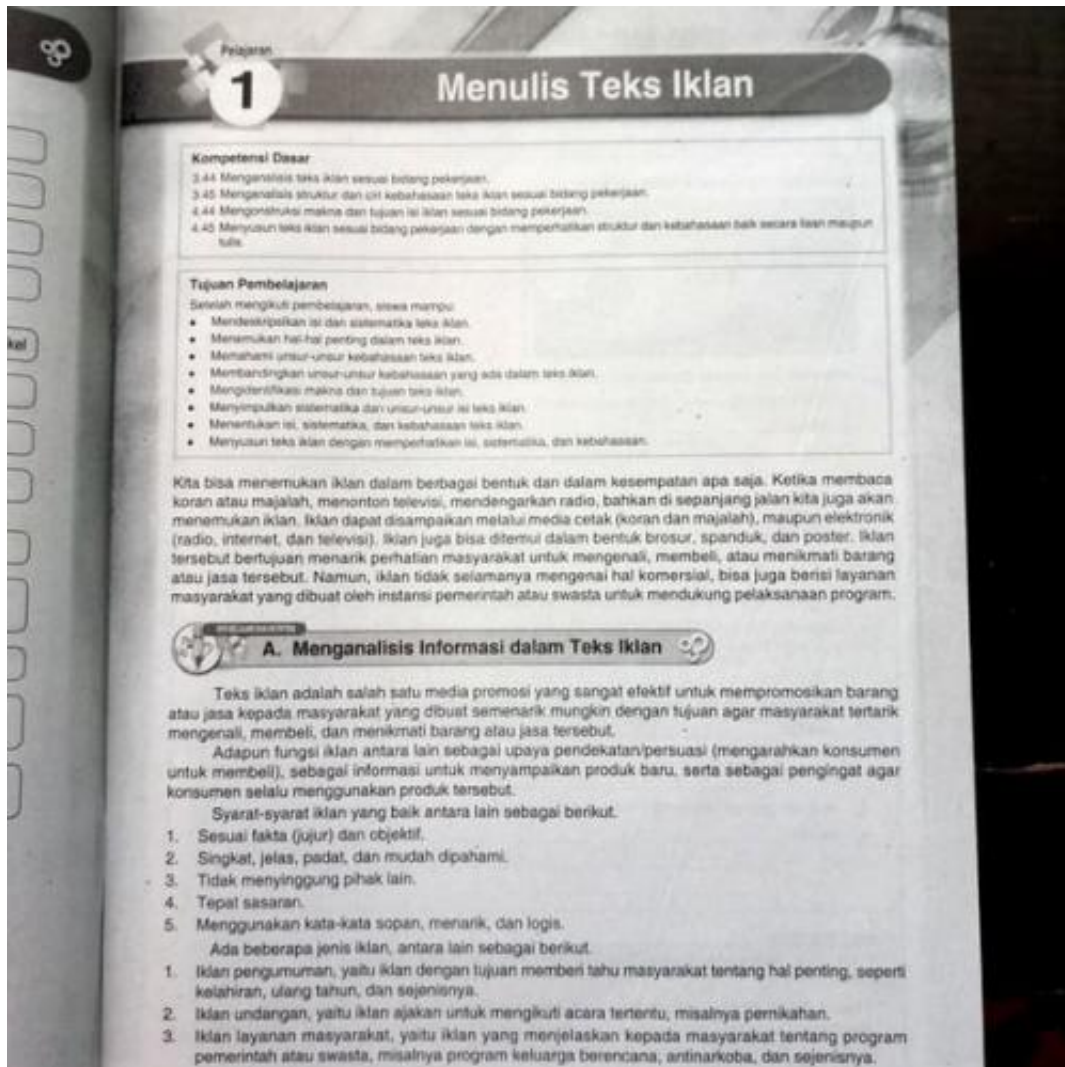 Pelajaran
1
Menulis Teks Iklan
Kompetensi Dasar
3.44 Menganalisis teks iklan sesuai bidang pekerjaan.
3.45 Menganalisis struktur dan ciri kebahasaan teks iklan sesuai bidang pekerjaan.
4.44 Mengonstruksi makna dan tujuan isi iklan sesuai bidang pekerjaan.
4.45 Menyusun teks iklan sesuai bidang pekerjaan dengan memperhatikan struktur dan kebahasaan baik secara lisan maupun
tulis.
Tujuan Pembelajaran
Setelah mengikuti pembelajaran, siswa mampu:
• Mendeskripsikan isi dan sistematika teks iklan.
• Menemukan hal-hal penting dalam teks iklan.
• Memahami unsur-unsur kebahasaan teks iklan.
• Membandingkan unsur-unsur kebahasaan yang ada dalam teks iklan.
• Mengidentifikasi makna dan tujuan teks iklan.
• Menyimpulkan sistematika dan unsur-unsur isi teks iklan.
• Menentukan isi, sistematika, dan kebahasaan teks iklan.
• Menyusun teks iklan dengan memperhatikan isi, sistematika, dan kebahasaan.
kel
Kita bisa menemukan iklan dalam berbagai bentuk dan dalam kesempatan apa saja. Ketika membaca
koran atau majalah, menonton televisi, mendengarkan radio, bahkan di sepanjang jalan kita juga akan
menemukan iklan. Iklan dapat disampaikan melalui media cetak (koran dan majalah), maupun elektronik
(radio, internet, dan televisi). Iklan juga bisa ditemui dalam bentuk brosur, spanduk, dan poster. Iklan
tersebut bertujuan menarik perhatian masyarakat untuk mengenali, membeli, atau menikmati barang
atau jasa tersebut. Namun, iklan tidak selamanya mengenai hal komersial, bisa juga berisi layanan
masyarakat yang dibuat oleh instansi pemerintah atau swasta untuk mendukung pelaksanaan program.
A. Menganalisis Informasi dalam Teks Iklan
Teks iklan adalah salah satu media promosi yang sangat efektif untuk mempromosikan barang
atau jasa kepada masyarakat yang dibuat semenarik mungkin dengan tujuan agar masyarakat tertarik
mengenali, membeli, dan menikmati barang atau jasa tersebut.
Adapun fungsi iklan antara lain sebagai upaya pendekatan/persuasi (mengarahkan konsumen
untuk membeli), sebagai informasi untuk menyampaikan produk baru, serta sebagai pengingat agar
konsumen selalu menggunakan produk tersebut.
Syarat-syarat iklan yang baik antara lain sebagai berikut.
1. Sesuai fakta (jujur) dan objektif.
2. Singkat, jelas, padat, dan mudah dipahami.
3. Tidak menyinggung pihak lain.
4. Tepat sasaran.
5. Menggunakan kata-kata sopan, menarik, dan logis.
Ada beberapa jenis iklan, antara lain sebagai berikut.
1. Iklan pengumuman, yaitu iklan dengan tujuan memberi tahu masyarakat tentang hal penting, seperti
kelahiran, ulang tahun, dan sejenisnya.
2. Iklan undangan, yaitu iklan ajakan untuk mengikuti acara tertentu, misalnya pernikahan.
3. Iklan layanan masyarakat, yaitu iklan yang menjelaskan kepada masyarakat tentang program
pemerintah atau swasta, misalnya program keluarga berencana, antinarkoba, dan sejenisnya.